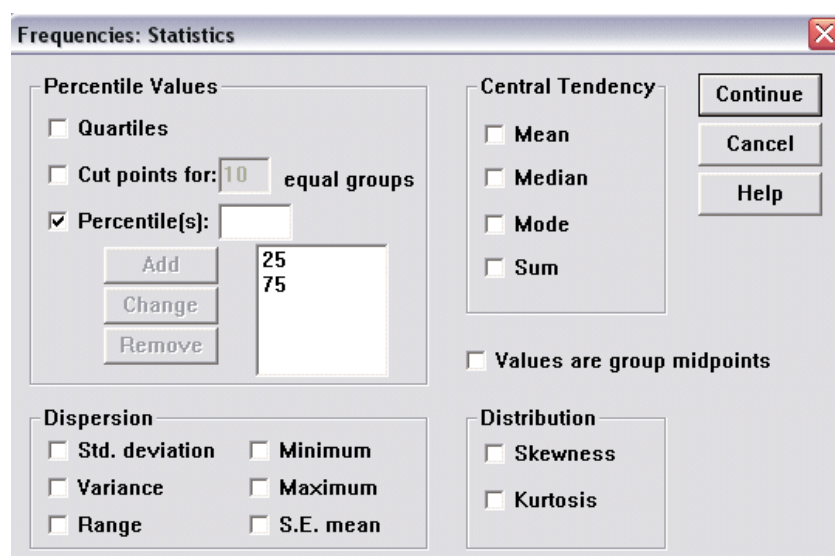 Frequencies: Statistics
Percentile Values
Quartiles
Cut points for: 10 equal groups
Percentile(s):
Add
Change
Remove
25
75
Central Tendency
Mean
Median
Mode
Sum
Continue
Cancel
Help
Values are group midpoints
Dispersion
Std. deviation
Minimum
Variance
Maximum
Range
S.E. mean
Distribution
Skewness
Kurtosis